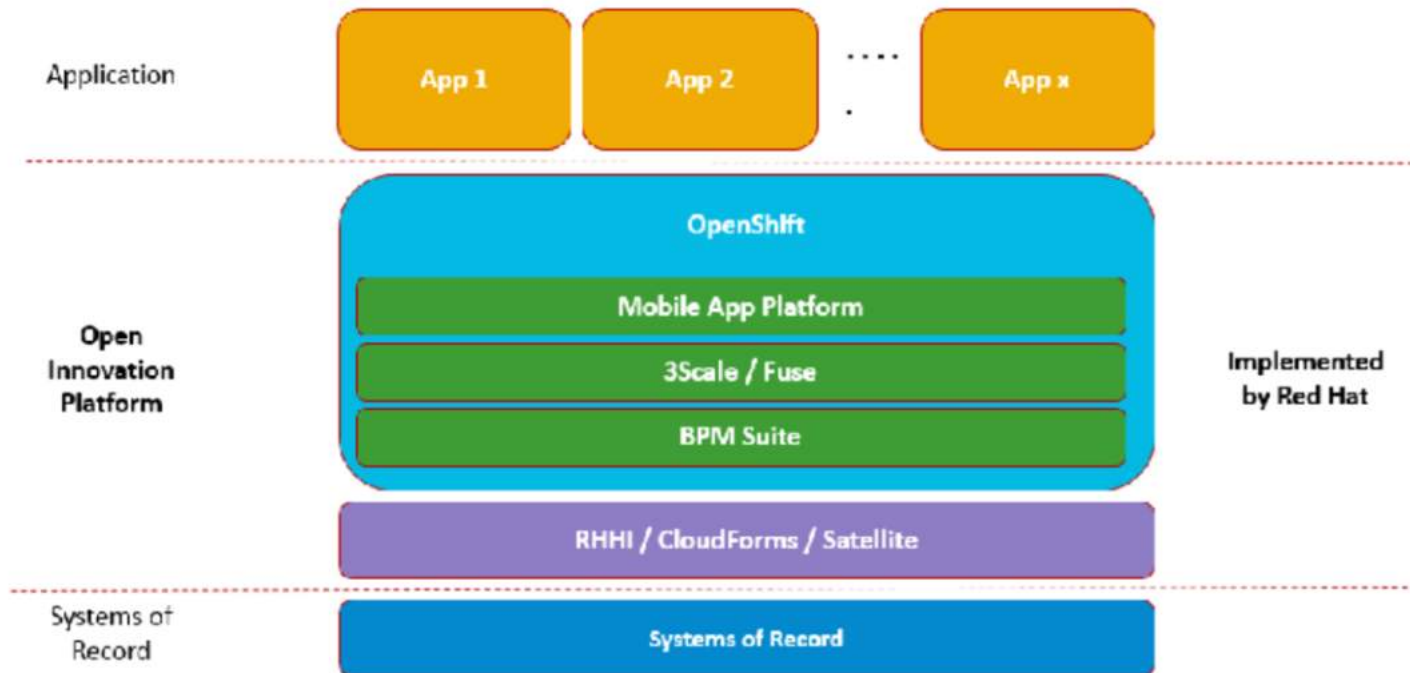 Application
App 1
App 2
....
.
App x
OpenShift
Mobile App Platform
3Scale / Fuse
BPM Suite
Open
Innovation
Platform
Implemented
by Red Hat
RHHI / CloudForms / Satellite
Systems of
Record
Systems of Record